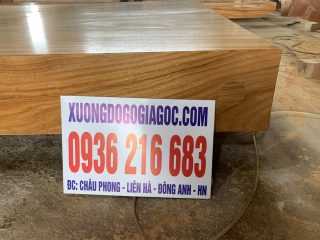 XUONGDOGOGIAGOC.COM
0936 216 683
ĐC: CHÂU PHONG - LIÊN HÀ - ĐÔNG ANH - HN